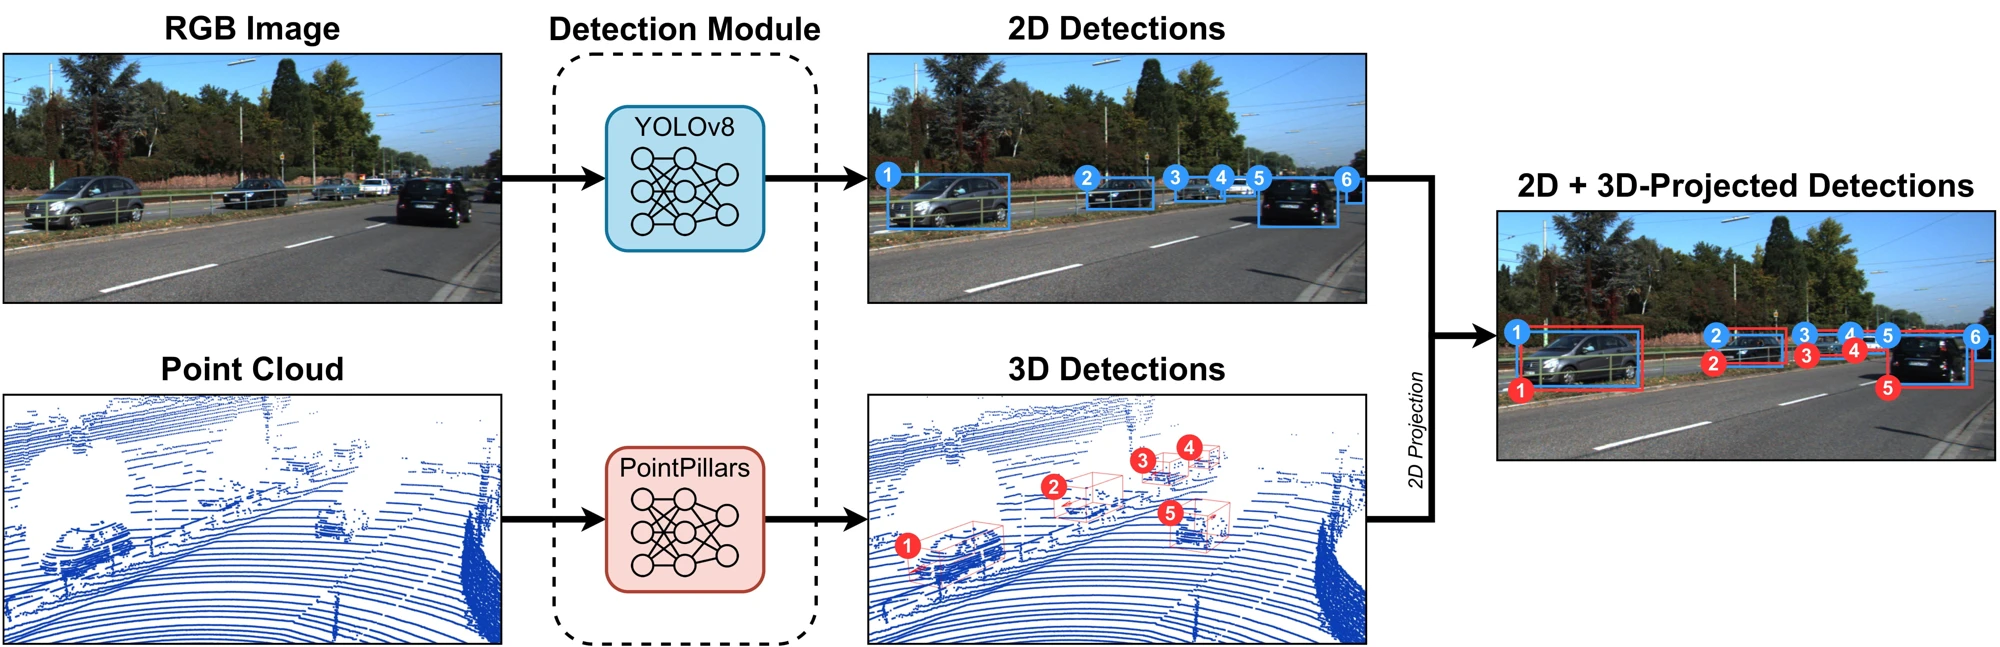 RGB Image
Detection Module
2D Detections
YOLOv8
1
2
3
4
5
6
2D + 3D-Projected Detections
1
2
3
4
5
6
1
2
3
4
5
Point Cloud
3D Detections
PointPillars
1
2
3
4
5
2D Projection